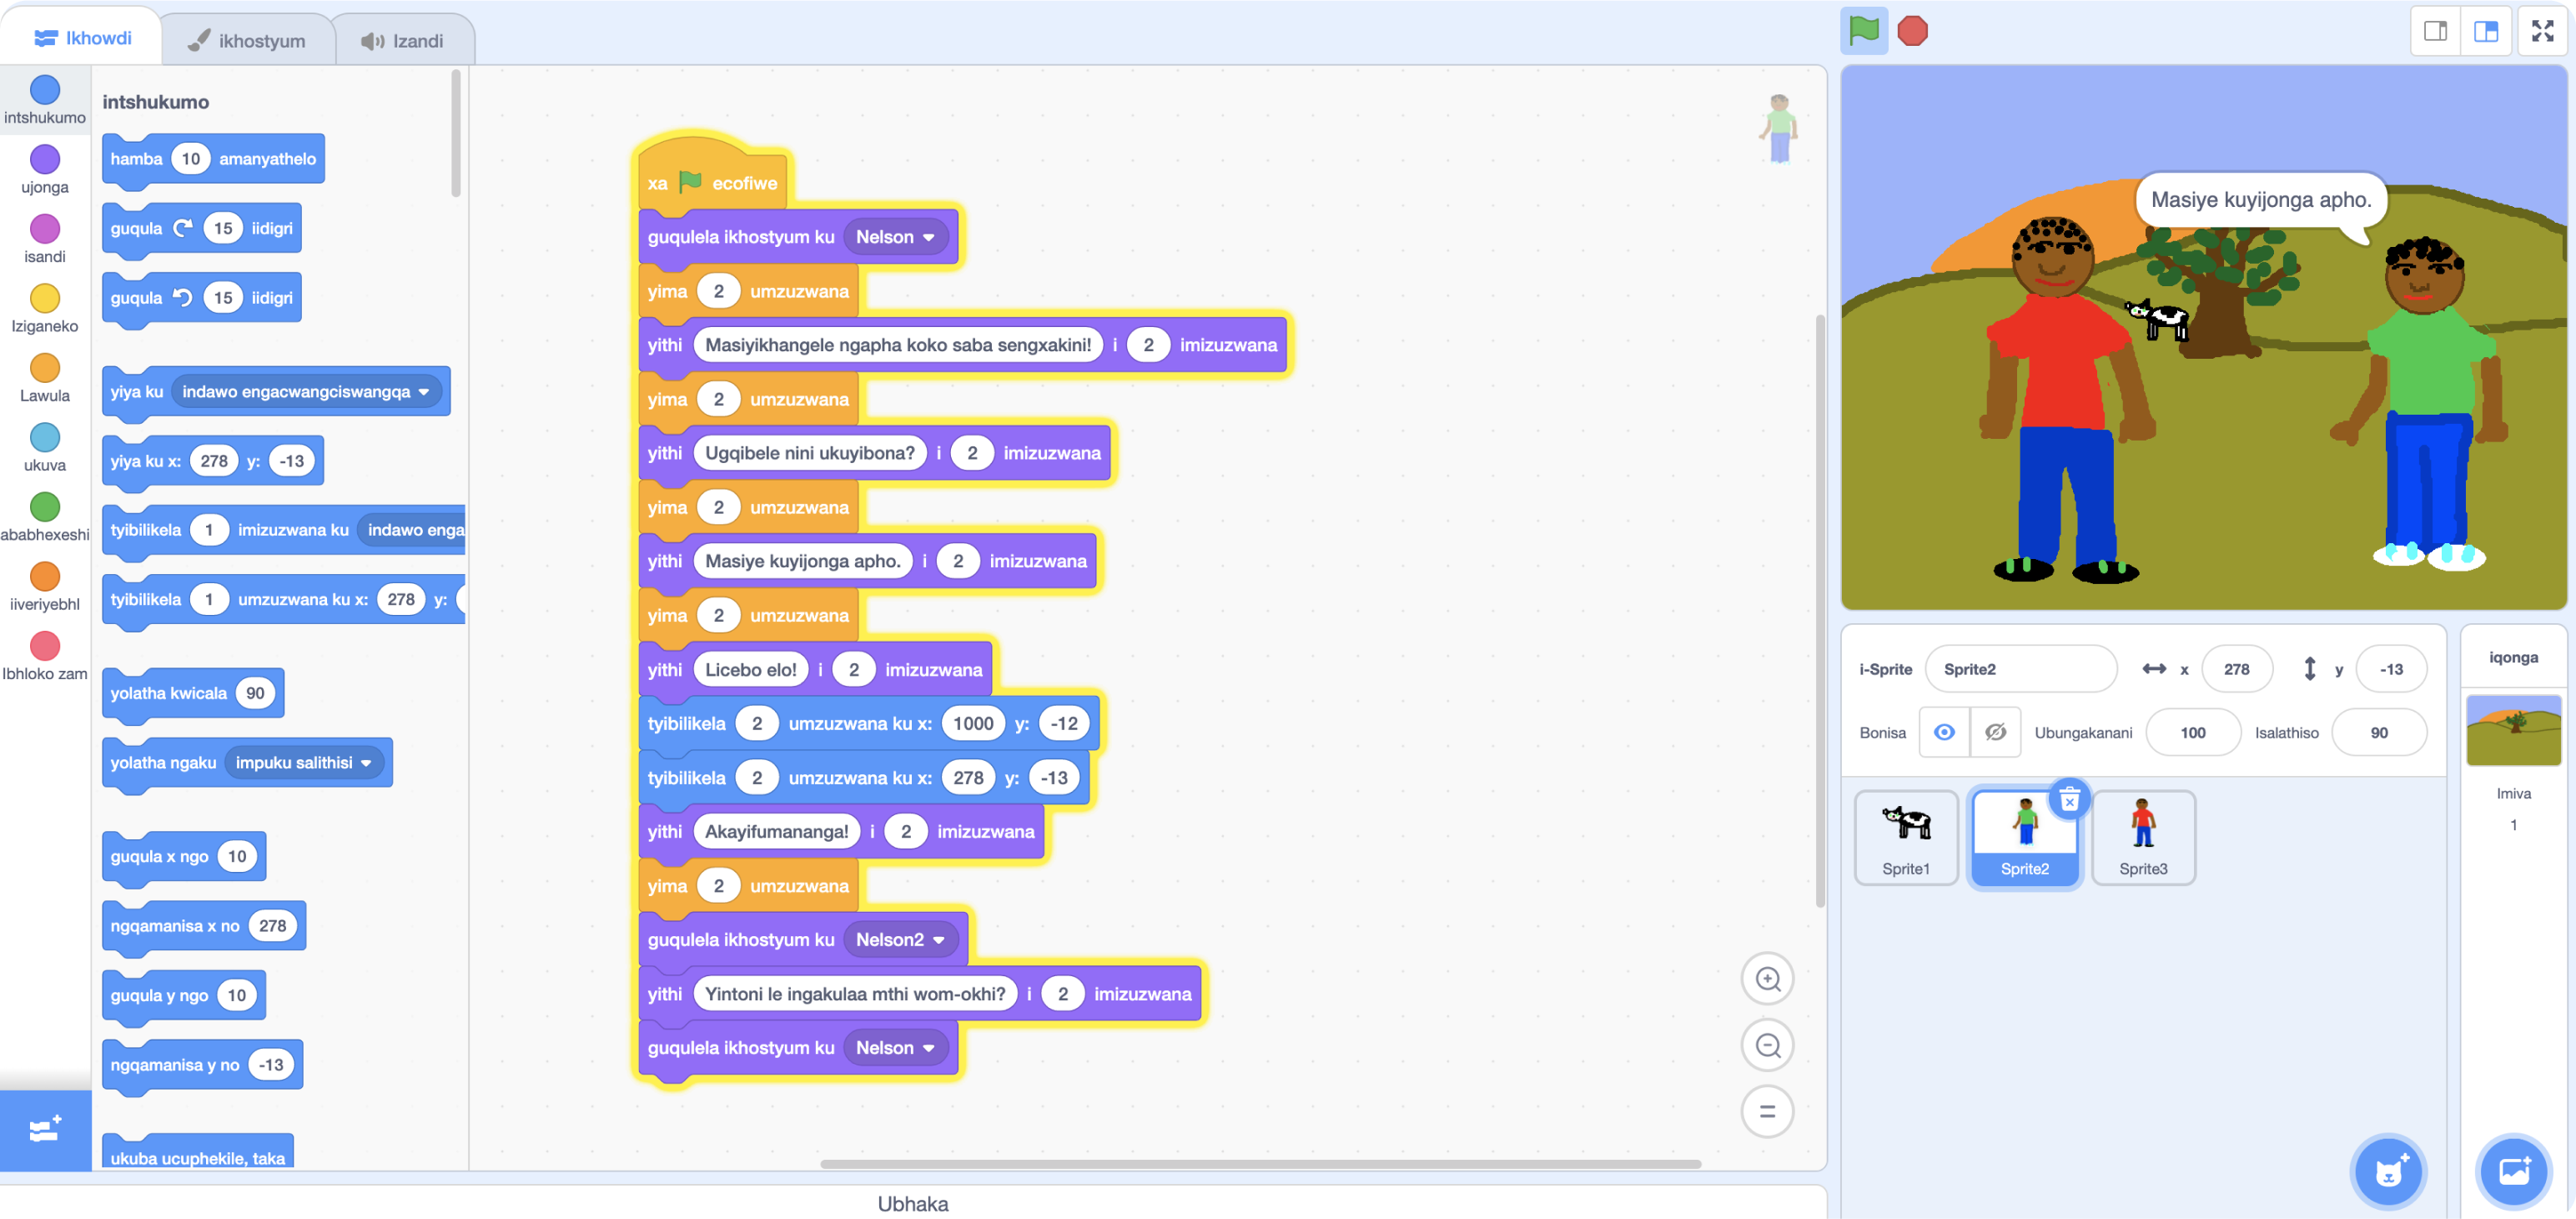 Ikhowdi
ikhostyum
Izandi
intshukumo
ujonga
isandi
Iziganeko
Lawula
ukuva
ababhexeshi
iiveriyebhl
Ibhloko zam
intshukumo
hamba 10 amanyathelo
guqula 15 iidigri
guqula 15 iidigri
yiya ku indawo engacwangciswangqa
yiya ku x: 278 y: -13
tyibilikela 1 imizuzwana ku indawo enga
tyibilikela 1 umzuzwana ku x: 278 y:
yolatha kwicala 90
yolatha ngaku impuku salithisi
guqula x ngo 10
ngqamanisa x no 278
guqula y ngo 10
ngqamanisa y no -13
ukuba ucuphekile, taka
xa ecofiwe
guqulela ikhostyum ku Nelson
yima 2 umzuzwana
yithi Masiyikhangele ngapha koko saba sengxakini! i 2 imizuzwana
yima 2 umzuzwana
yithi Ugqibele nini ukuyibona? i 2 imizuzwana
yima 2 umzuzwana
yithi Masiye kuyijonga apho. i 2 imizuzwana
yima 2 umzuzwana
yithi Licebo elo! i 2 imizuzwana
tyibilikela 2 umzuzwana ku x: 1000 y: -12
tyibilikela 2 umzuzwana ku x: 278 y: -13
yithi Akayifumananga! i 2 imizuzwana
yima 2 umzuzwana
guqulela ikhostyum ku Nelson2
yithi Yintoni le ingakulaa mthi wom-okhi? i 2 imizuzwana
guqulela ikhostyum ku Nelson
Ubhaka
Masiye kuyijonga apho.
i-Sprite Sprite2 x 278 y -13
Bonisa Ubungakanani 100 Isalathiso 90
Sprite1
Sprite2
Sprite3
iqonga
Imiva
1